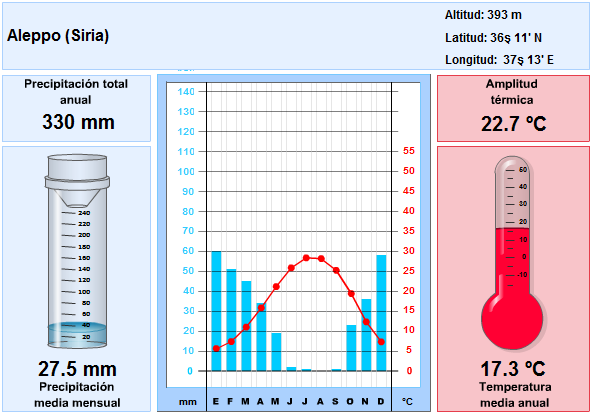 Aleppo (Siria)
Altitud: 393 m
Latitud: 36ş 11' N
Longitud: 37ş 13' E
Precipitación total
anual
330 mm
240
220
200
180
160
140
120
100
80
60
40
20
27.5 mm
Precipitación
media mensual
140
130
120
110
100
90
80
70
60
50
40
30
20
10
0
55
50
45
40
35
30
25
20
15
10
5
0
mm E F M A M J J A S O N D ºC
Amplitud
térmica
22.7 ºC
50
40
30
20
10
0
-10
17.3 ºC
Temperatura
media anual